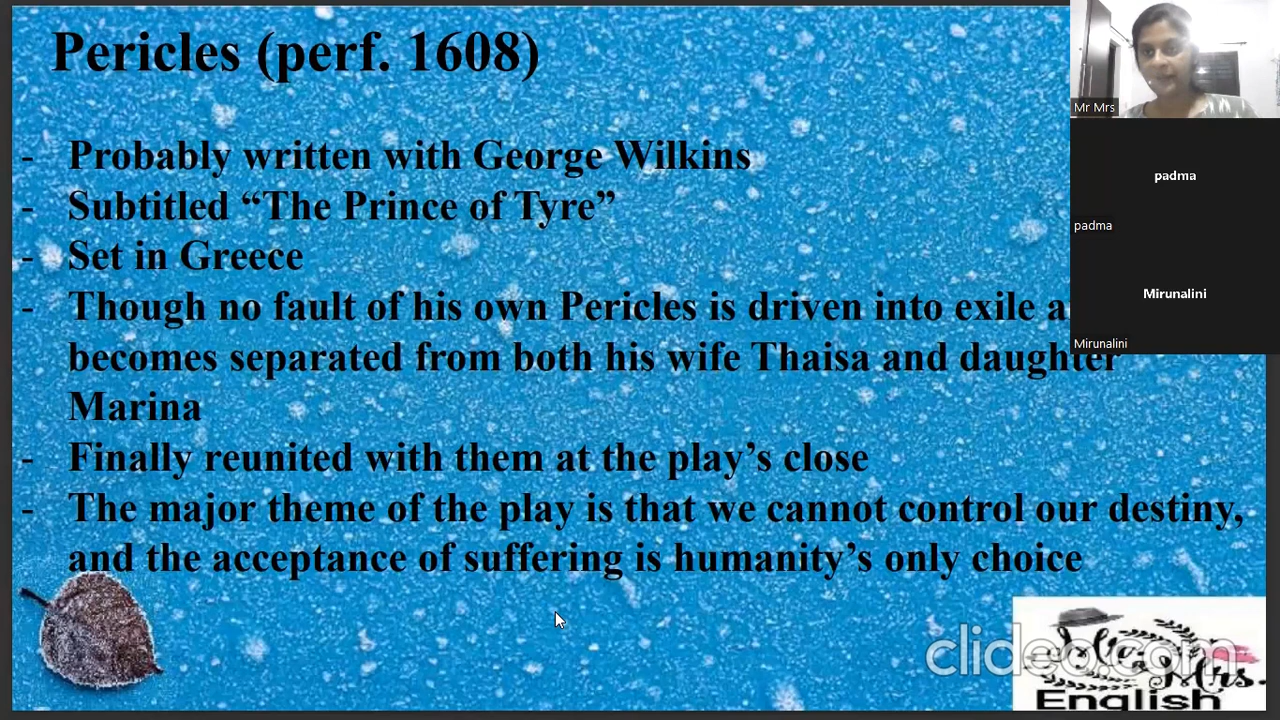 Pericles (perf. 1608)
- Probably written with George Wilkins
- Subtitled “The Prince of Tyre”
- Set in Greece
- Though no fault of his own Pericles is driven into exile
becomes separated from both his wife Thaisa and daughter
Marina
- Finally reunited with them at the play’s close
- The major theme of the play is that we cannot control our destiny,
and the acceptance of suffering is humanity’s only choice
Mr Mrs
padma
padma
Mirunalini
Mirunalini
clideo.com
Mrs.
English